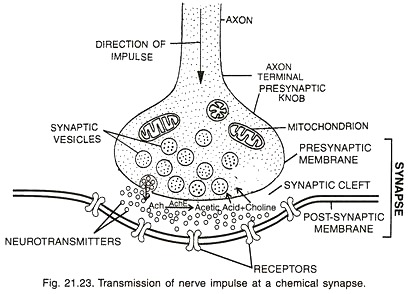 AXON
DIRECTION OF
IMPULSE
AXON
TERMINAL
PRESYNAPTIC
KNOB
SYNAPTIC
VESICLES
MITOCHONDRION
PRESYNAPTIC
MEMBRANE
SYNAPTIC CLEFT
SYNAPSE
Ach AchE Acetic Acid+Choline
POST-SYNAPTIC
MEMBRANE
NEUROTRANSMITTERS
RECEPTORS
Fig. 21.23. Transmission of nerve impulse at a chemical synapse.